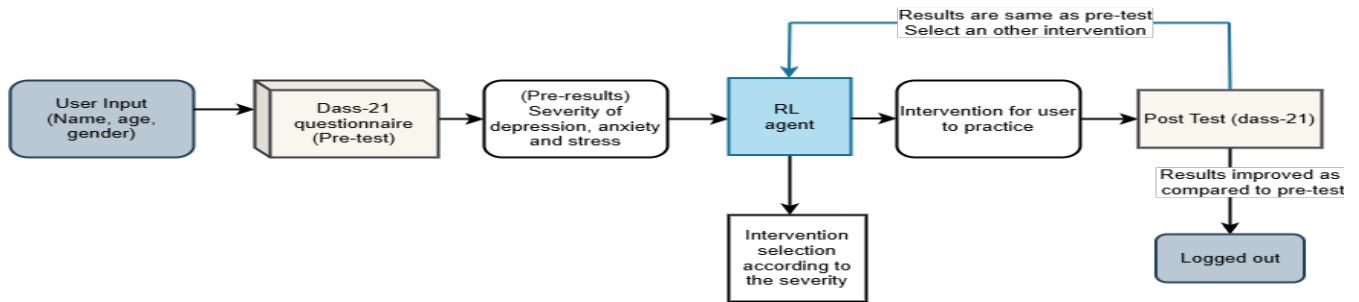 Results are same as pre-test
Select an other intervention
User Input
(Name, age,
gender)
Dass-21
questionnaire
(Pre-test)
(Pre-results)
Severity of
depression, anxiety
and stress
RL
agent
Intervention for user
to practice
Post Test (dass-21)
Results improved as
compared to pre-test
Intervention
selection
according to
the severity
Logged out